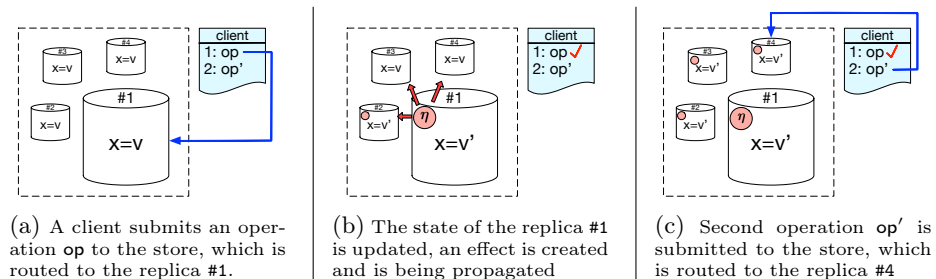 #3
x=v
#4
x=v
#2
x=v
#1
x=v
client
1: op
2: op'
(a) A client submits an oper-
ation op to the store, which is
routed to the replica #1.
#3
x=v
#4
x=v
#2
x=v'
#1
η
x=v'
client
1: op
2: op'
(b) The state of the replica #1
is updated, an effect is created
and is being propagated
#3
x=v'
#4
x=v'
#2
x=v'
#1
η
x=v'
client
1: op
2: op'
(c) Second operation op′ is
submitted to the store, which
is routed to the replica #4